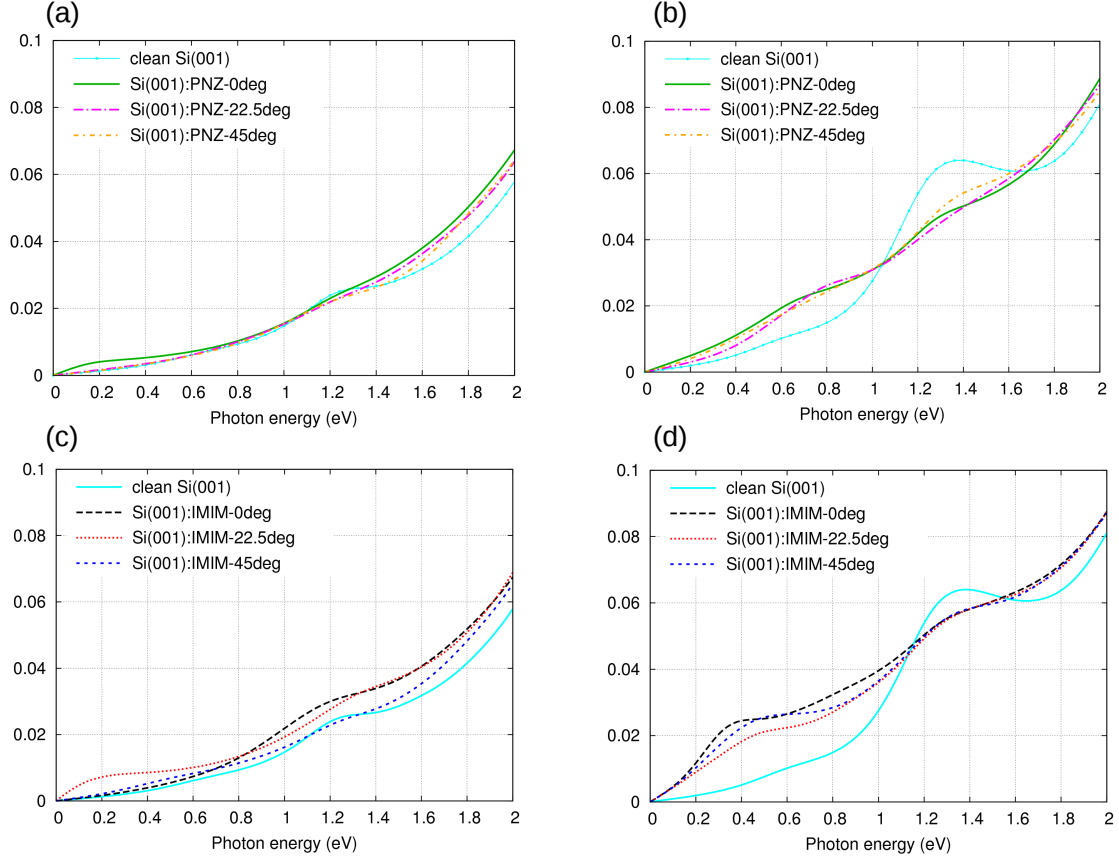 (a)
0.1
0.08
0.06
0.04
0.02
0
clean Si(001)
Si(001):PNZ-0deg
Si(001):PNZ-22.5deg
Si(001):PNZ-45deg
0 0.2 0.4 0.6 0.8 1 1.2 1.4 1.6 1.8 2
Photon energy (eV)
(b)
0.1
0.08
0.06
0.04
0.02
0
clean Si(001)
Si(001):PNZ-0deg
Si(001):PNZ-22.5deg
Si(001):PNZ-45deg
0 0.2 0.4 0.6 0.8 1 1.2 1.4 1.6 1.8 2
Photon energy (eV)
(c)
0.1
0.08
0.06
0.04
0.02
0
clean Si(001)
Si(001):IMIM-0deg
Si(001):IMIM-22.5deg
Si(001):IMIM-45deg
0 0.2 0.4 0.6 0.8 1 1.2 1.4 1.6 1.8 2
Photon energy (eV)
(d)
0.1
0.08
0.06
0.04
0.02
0
clean Si(001)
Si(001):IMIM-0deg
Si(001):IMIM-22.5deg
Si(001):IMIM-45deg
0 0.2 0.4 0.6 0.8 1 1.2 1.4 1.6 1.8 2
Photon energy (eV)